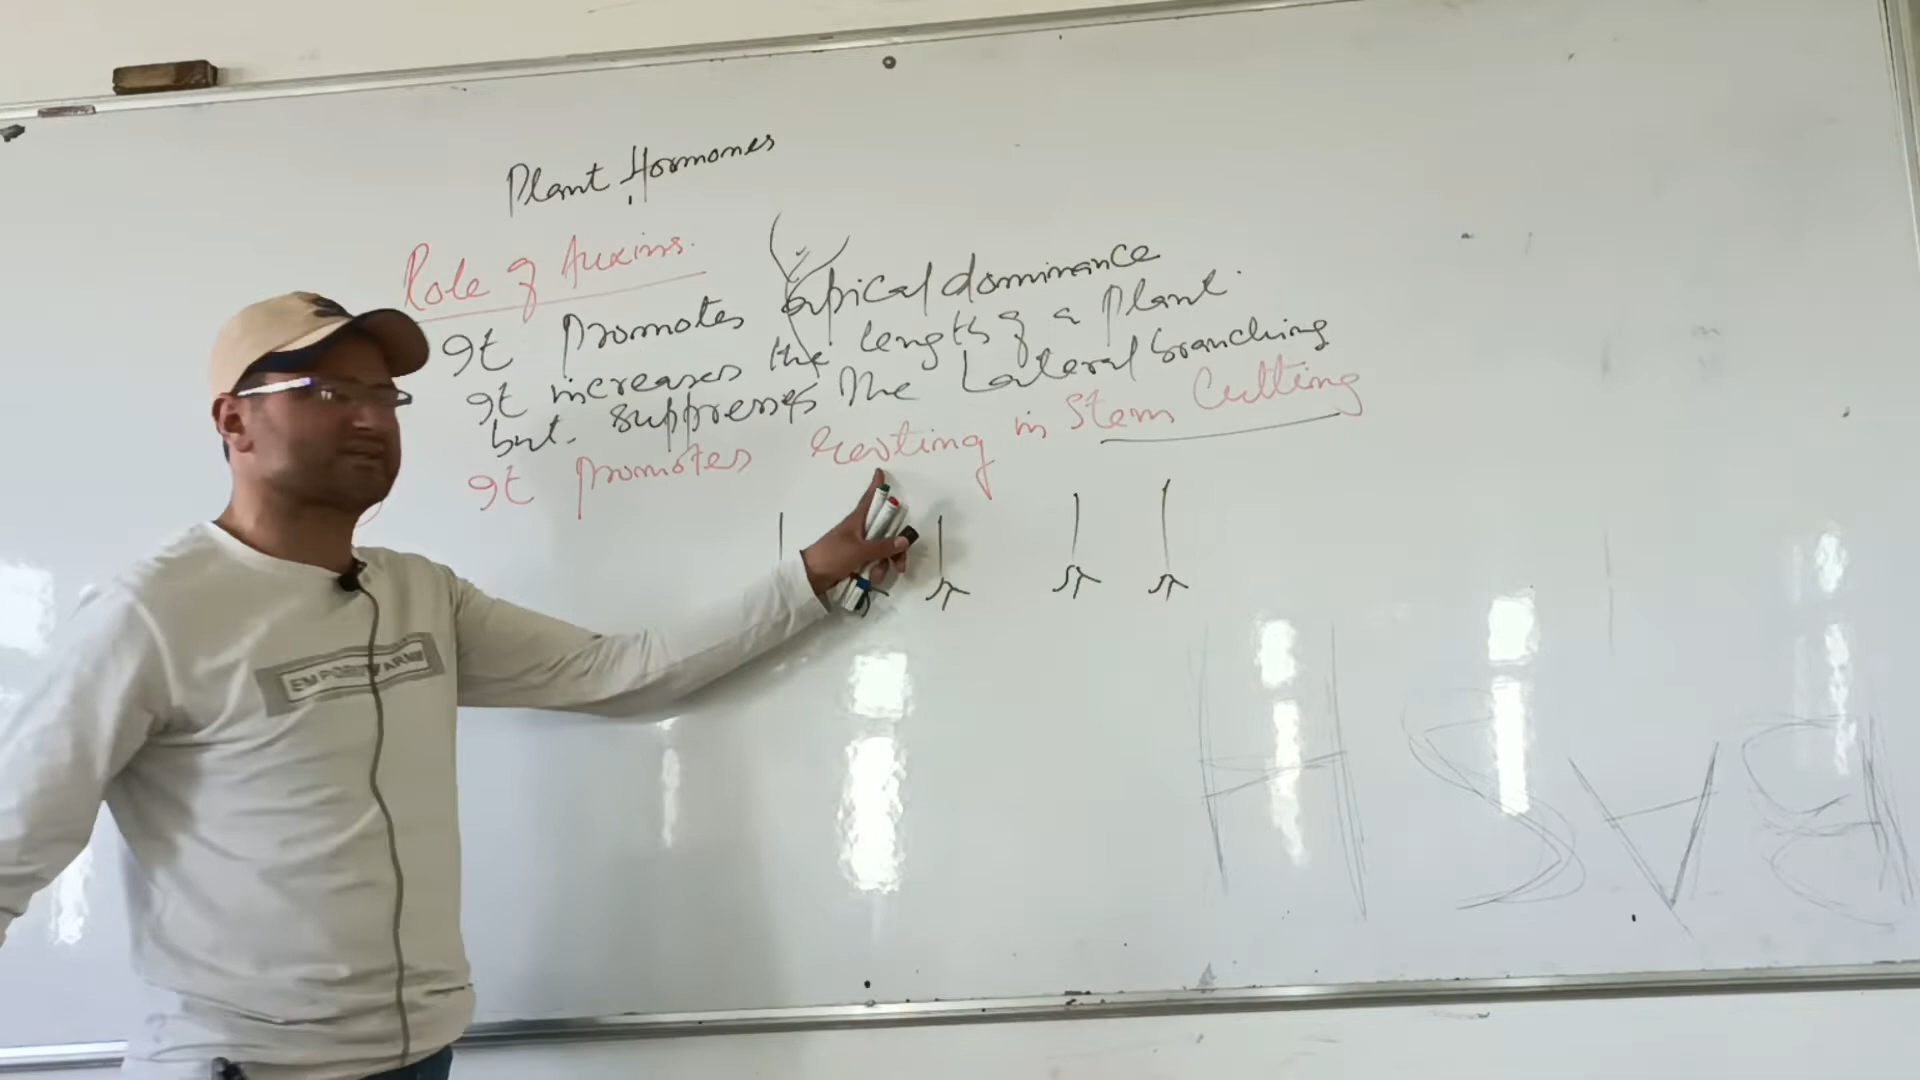 Plant Hormones
Role of Auxins.
It promotes apical dominance
It increases the length of a plant.
but suppresses the Lateral branching
It promotes rooting in Stem Cutting
HSAB